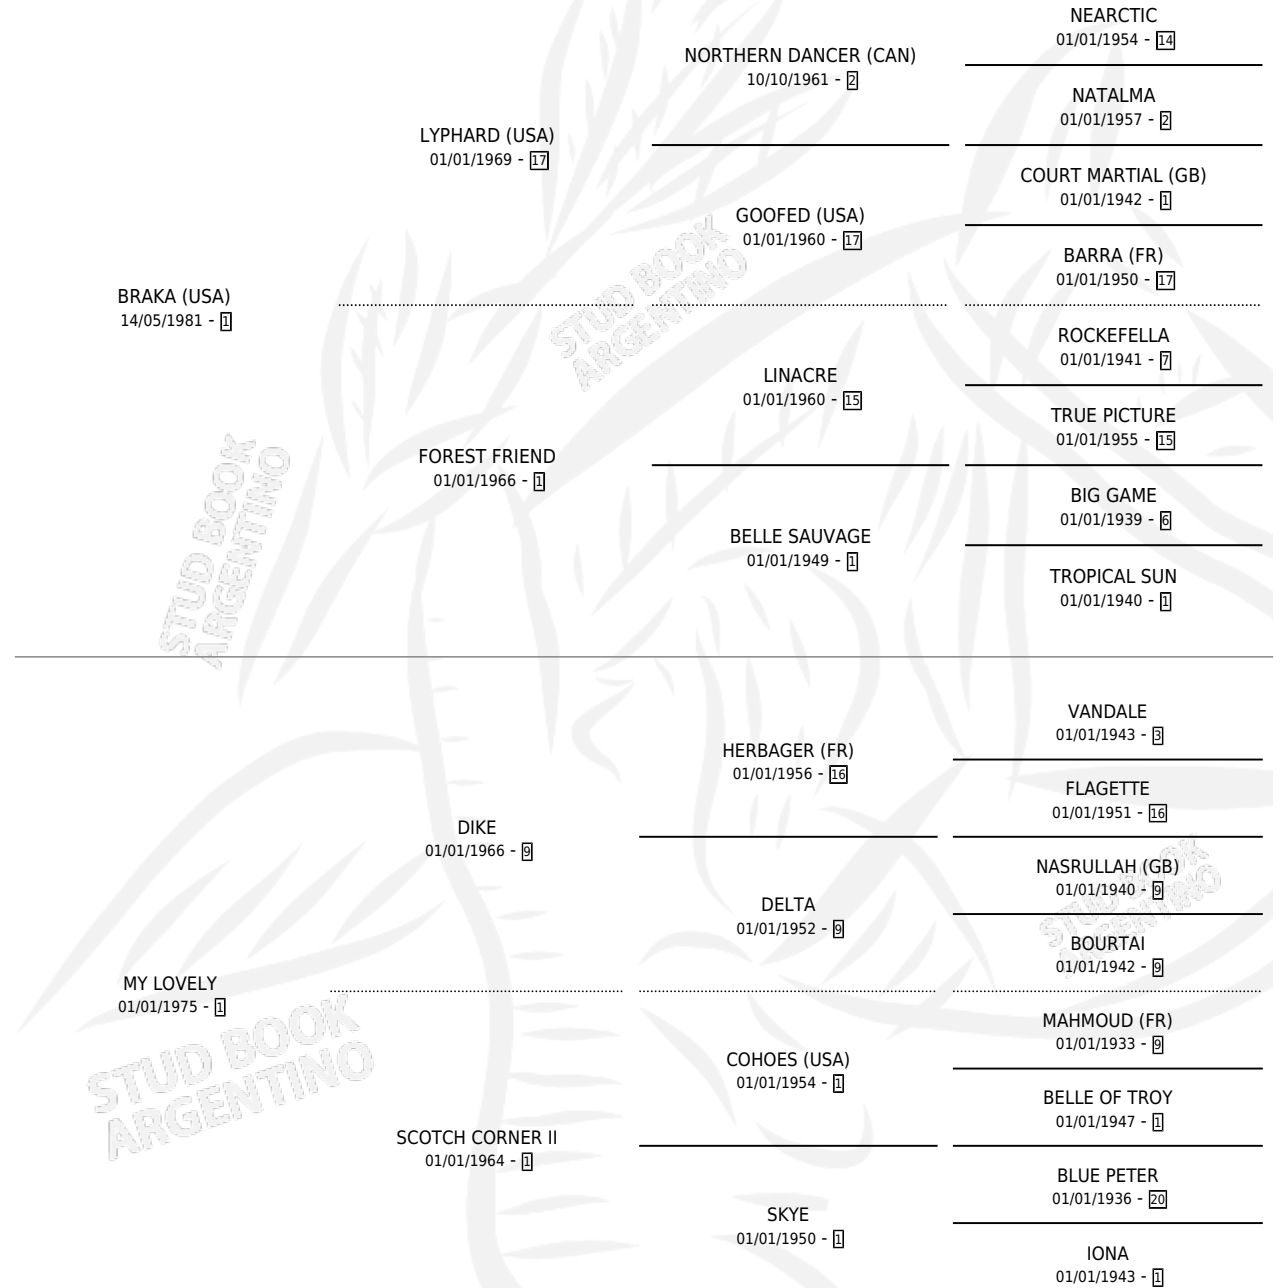 NEARCTIC
01/01/1954 - 14
NORTHERN DANCER (CAN)
10/10/1961 - 2
NATALMA
01/01/1957 - 2
LYPHARD (USA)
01/01/1969 - 17
COURT MARTIAL (GB)
01/01/1942 - 1
GOOFED (USA)
01/01/1960 - 17
BARRA (FR)
01/01/1950 - 17
BRAKA (USA)
14/05/1981 - 1
STUD BOOK
ARGENTINO
ROCKEFELLA
01/01/1941 - 7
LINACRE
01/01/1960 - 15
TRUE PICTURE
01/01/1955 - 15
FOREST FRIEND
01/01/1966 - 1
BIG GAME
01/01/1939 - 6
BELLE SAUVAGE
01/01/1949 - 1
TROPICAL SUN
01/01/1940 - 1
STUD BOOK
ARGENTINO
VANDALE
01/01/1943 - 3
HERBAGER (FR)
01/01/1956 - 16
FLAGETTE
01/01/1951 - 16
DIKE
01/01/1966 - 9
NASRULLAH (GB)
01/01/1940 - 9
DELTA
01/01/1952 - 9
BOURTAI
01/01/1942 - 9
STUD BOOK
ARGENTINO
MY LOVELY
01/01/1975 - 1
MAHMOUD (FR)
01/01/1933 - 9
COHOES (USA)
01/01/1954 - 1
BELLE OF TROY
01/01/1947 - 1
STUD BOOK
ARGENTINO
SCOTCH CORNER II
01/01/1964 - 1
BLUE PETER
01/01/1936 - 20
SKYE
01/01/1950 - 1
IONA
01/01/1943 - 1